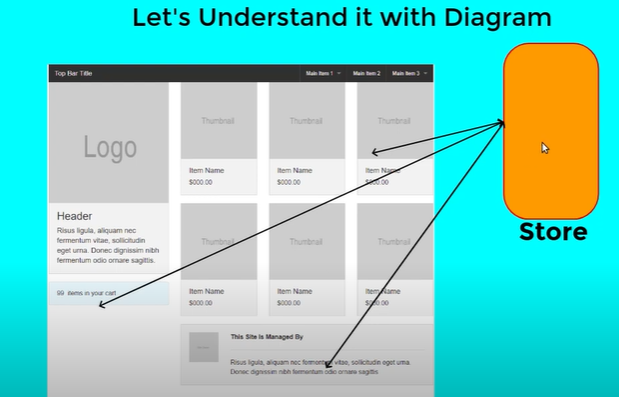 Let's Understand it with Diagram
Top Bar Title
Main Item 1
Main Item 2
Main Item 3
Logo
Thumbnail
Thumbnail
Thumbnail
Item Name
$000.00
Item Name
$000.00
Item Name
$00.00
Header
Risus ligula, aliquam nec
fermentum vitae, sollicitudin
eget urna. Donec dignissim nibh
fermentum odio ornare sagittis.
Store
Thumbnail
Thumbnail
Thumbnail
99 items in your cart
Item Name
$000.00
Item Name
$000.00
Item Name
$000.00
This Site Is Managed By
Risus ligula, aliquam nec fermentum vitae, sollicitudin eget urna.
Donec dignissim nibh fermentum odio ornare sagittis